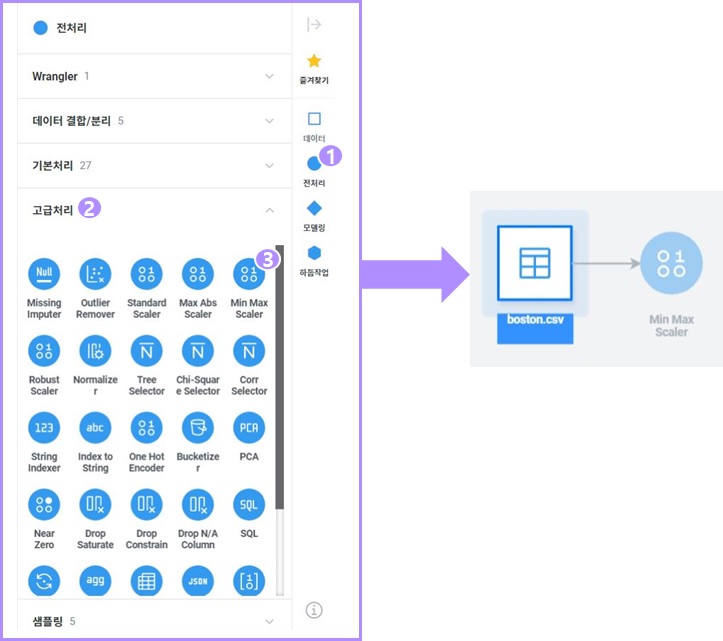 전처리
Wrangler 1
데이터 결합/분리 5
기본처리 27
고급처리 2
3
Null
Missing
Imputer
Outlier
Remover
Standard
Scaler
Max Abs
Scaler
Min Max
Scaler
Robust
Scaler
Normalize
r
N
Tree
Selector
N
Chi-Squar
e Selector
N
Corr
Selector
123
String
Indexer
abc
Index to
String
One Hot
Encoder
Bucketize
r
PCA
PCA
Near
Zero
Drop
Saturate
Drop
Constrain
Drop N/A
Column
SQL
SQL
agg
JSON
샘플링 5
즐겨찾기
데이터
1
전처리
모델링
하둡작업
boston.csv
Min Max
Scaler